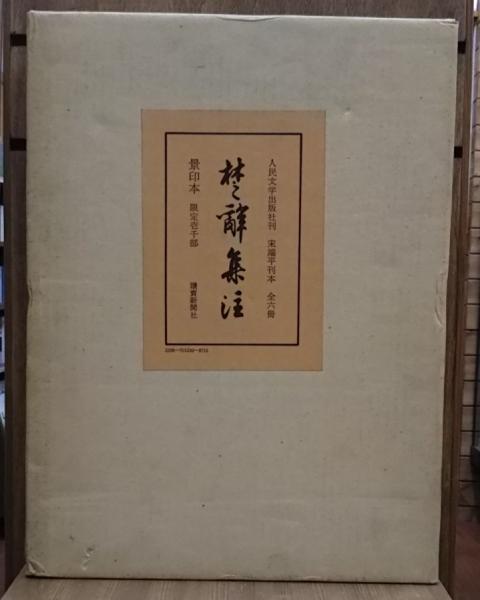 人民文学出版社刊 宋端平刊本 全六冊
楚辭集注
景印本 限定壱千部 讀賣新聞社